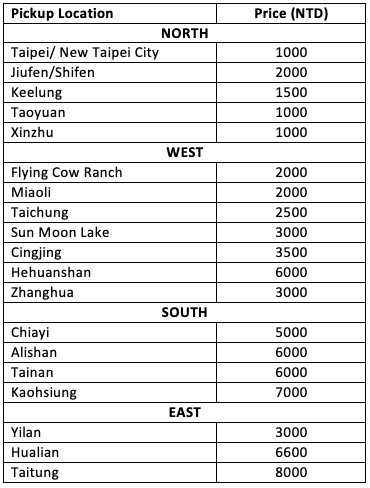 Pickup Location Price (NTD)
NORTH
Taipei/ New Taipei City 1000
Jiufen/Shifen 2000
Keelung 1500
Taoyuan 1000
Xinzhu 1000
WEST
Flying Cow Ranch 2000
Miaoli 2000
Taichung 2500
Sun Moon Lake 3000
Cingjing 3500
Hehuanshan 6000
Zhanghua 3000
SOUTH
Chiayi 5000
Alishan 6000
Tainan 6000
Kaohsiung 7000
EAST
Yilan 3000
Hualian 6600
Taitung 8000